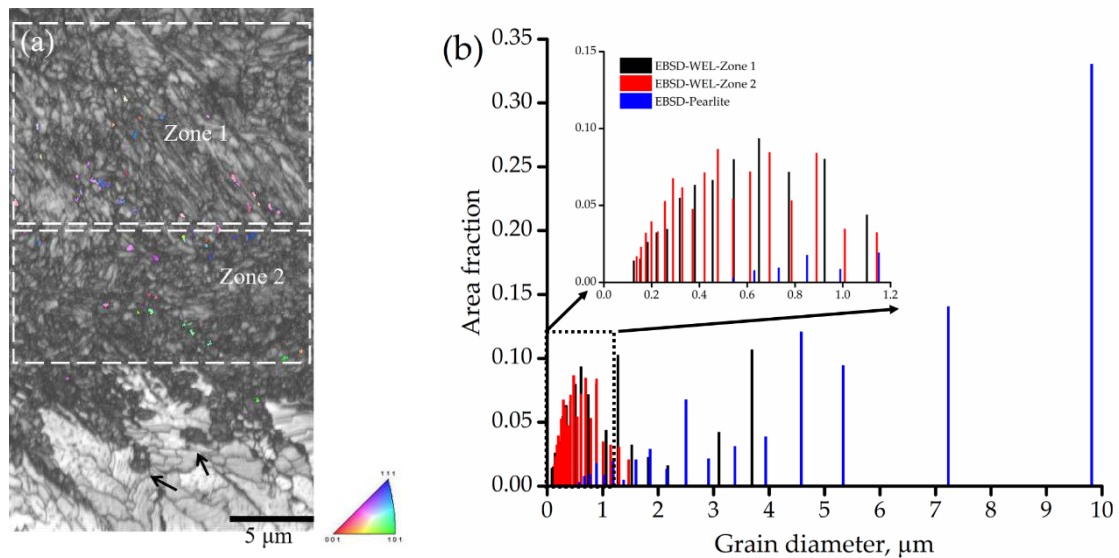 (a)
Zone 1
Zone 2
111
001
101
5 μm
(b)
Area fraction
0.35
0.30
0.25
0.20
0.15
0.10
0.05
0.00
0 1 2 3 4 5 6 7 8 9 10
Grain diameter, μm
0.15
0.10
0.05
0.00
0.0 0.2 0.4 0.6 0.8 1.0 1.2
EBSD-WEL-Zone 1
EBSD-WEL-Zone 2
EBSD-Pearlite